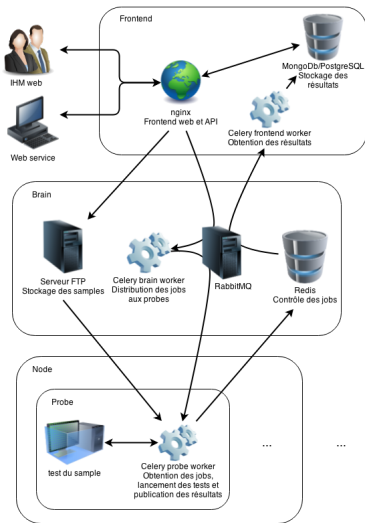 Frontend
IHM web
Web service
nginx
Frontend web et API
MongoDb/PostgreSQL
Stockage des
résultats
Celery frontend worker
Obtention des résultats
Brain
Serveur FTP
Stockage des samples
Celery brain worker
Distribution des jobs
aux probes
RabbitMQ
Redis
Contrôle des jobs
Node
Probe
test du sample
Celery probe worker
Obtention des jobs,
lancement des tests et
publication des résultats
...
...